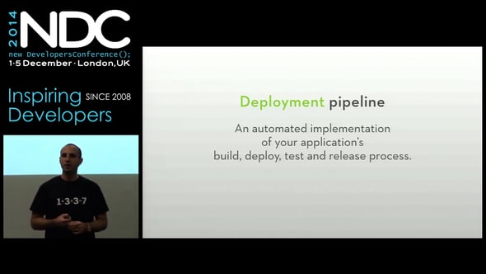 2014
NDC
new DevelopersConference();
1-5 December · London,UK
Inspiring SINCE 2008
Developers
1·3·3·7
Deployment pipeline
An automated implementation
of your application's
build, deploy, test and release process.